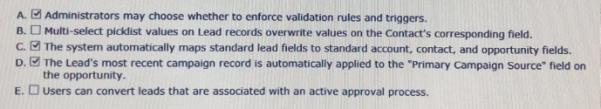 A. ☑ Administrators may choose whether to enforce validation rules and triggers.
B. ☐ Multi-select picklist values on Lead records overwrite values on the Contact's corresponding field.
C. ☑ The system automatically maps standard lead fields to standard account, contact, and opportunity fields.
D. ☑ The Lead's most recent campaign record is automatically applied to the "Primary Campaign Source" field on
the opportunity.
E. ☐ Users can convert leads that are associated with an active approval process.